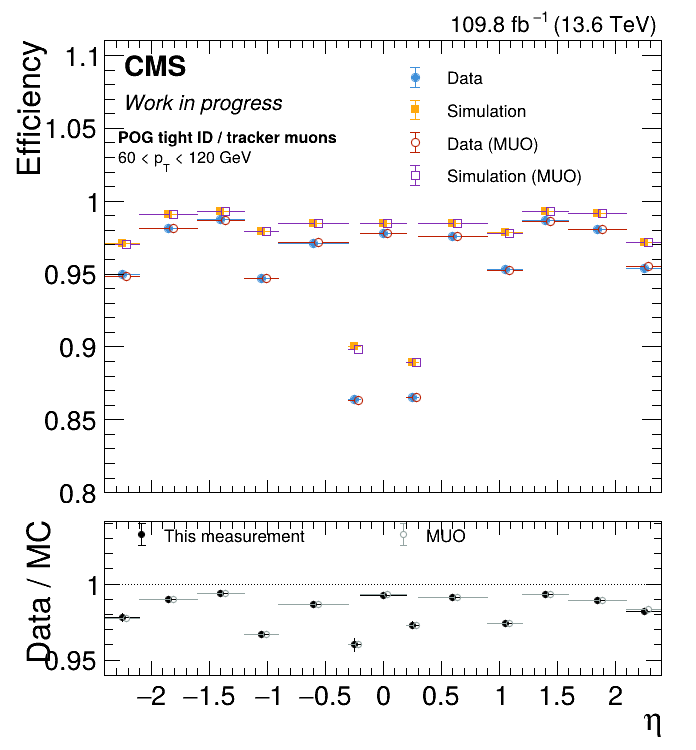 109.8 fb⁻¹ (13.6 TeV)
Efficiency
1.1
1.05
1
0.95
0.9
0.85
0.8
CMS
Work in progress
POG tight ID / tracker muons
60 < p_T < 120 GeV
Data
Simulation
Data (MUO)
Simulation (MUO)
Data / MC
1
0.95
This measurement
MUO
−2 −1.5 −1 −0.5 0 0.5 1 1.5 2
η